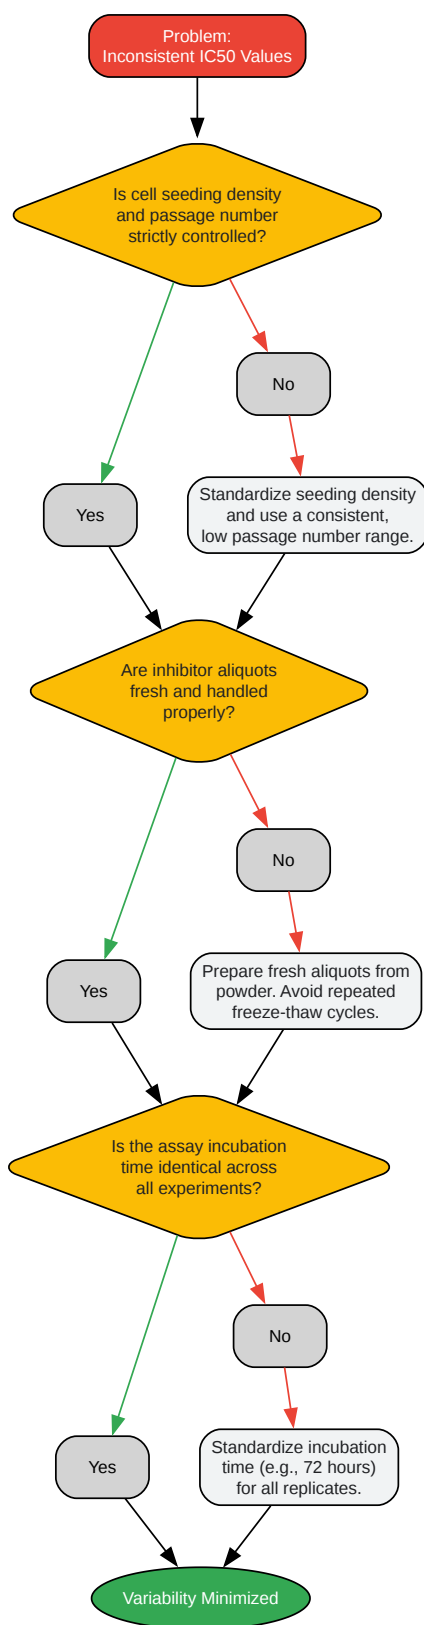 Problem:
Inconsistent IC50 Values
Is cell seeding density
and passage number
strictly controlled?
No
Yes
Standardize seeding density
and use a consistent,
low passage number range.
Are inhibitor aliquots
fresh and handled
properly?
No
Yes
Prepare fresh aliquots from
powder. Avoid repeated
freeze-thaw cycles.
Is the assay incubation
time identical across
all experiments?
No
Yes
Standardize incubation
time (e.g., 72 hours)
for all replicates.
Variability Minimized